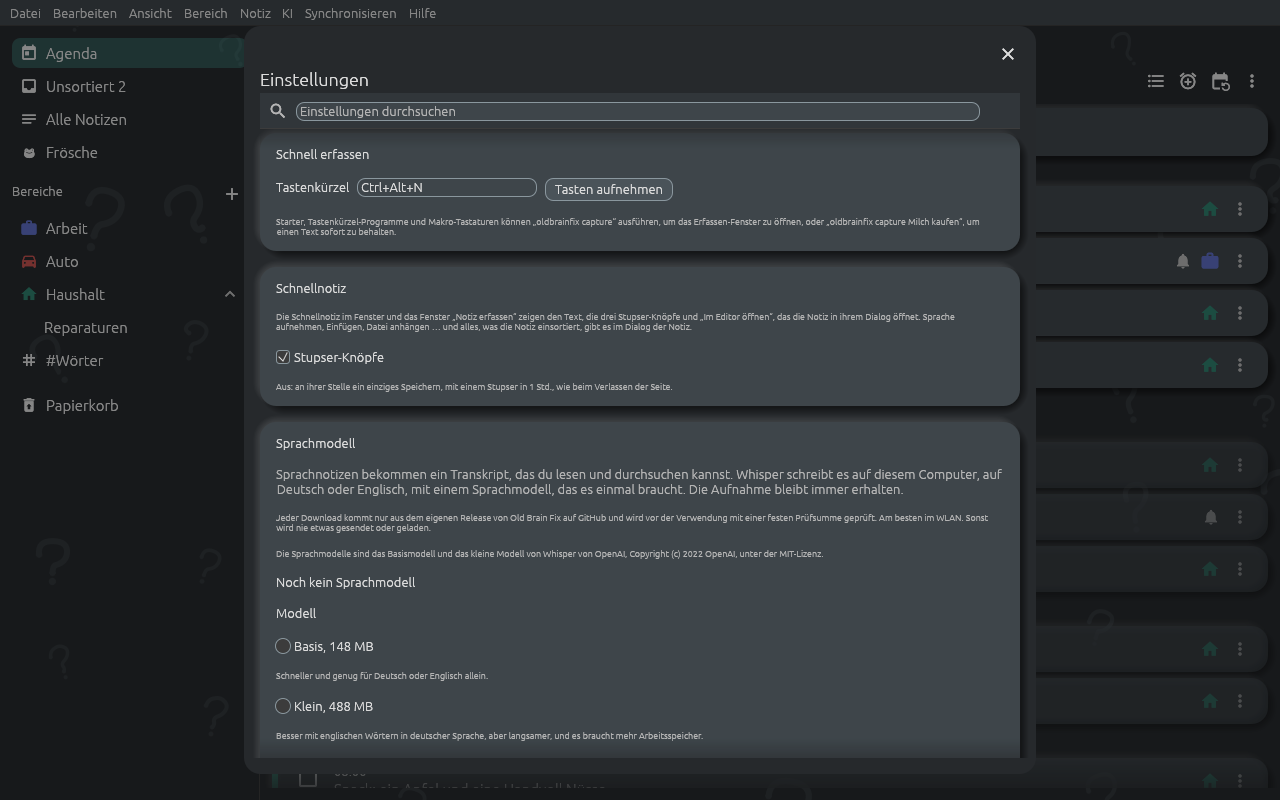 Datei Bearbeiten Ansicht Bereich Notiz KI Synchronisieren Hilfe
Agenda
Unsortiert 2
Alle Notizen
Frösche
Bereiche
Arbeit
Auto
Haushalt
Reparaturen
#Wörter
Papierkorb
Einstellungen
Einstellungen durchsuchen
Schnell erfassen
Tastenkürzel Ctrl+Alt+N Tasten aufnehmen
Starter, Tastenkürzel-Programme und Makro-Tastaturen können „oldbrainfix capture“ ausführen, um das Erfassen-Fenster zu öffnen, oder „oldbrainfix capture Milch kaufen“, um
einen Text sofort zu behalten.
Schnellnotiz
Die Schnellnotiz im Fenster und das Fenster „Notiz erfassen“ zeigen den Text, die drei Stupser-Knöpfe und „Im Editor öffnen“, das die Notiz in ihrem Dialog öffnet. Sprache
aufnehmen, Einfügen, Datei anhängen … und alles, was die Notiz einsortiert, gibt es im Dialog der Notiz.
Stupser-Knöpfe
Aus: an ihrer Stelle ein einziges Speichern, mit einem Stupser in 1 Std., wie beim Verlassen der Seite.
Sprachmodell
Sprachnotizen bekommen ein Transkript, das du lesen und durchsuchen kannst. Whisper schreibt es auf diesem Computer, auf
Deutsch oder Englisch, mit einem Sprachmodell, das es einmal braucht. Die Aufnahme bleibt immer erhalten.
Jeder Download kommt nur aus dem eigenen Release von Old Brain Fix auf GitHub und wird vor der Verwendung mit einer festen Prüfsumme geprüft. Am besten im WLAN. Sonst
wird nie etwas gesendet oder geladen.
Die Sprachmodelle sind das Basismodell und das kleine Modell von Whisper von OpenAI, Copyright (c) 2022 OpenAI, unter der MIT-Lizenz.
Noch kein Sprachmodell
Modell
Basis, 148 MB
Schneller und genug für Deutsch oder Englisch allein.
Klein, 488 MB
Besser mit englischen Wörtern in deutscher Sprache, aber langsamer, und es braucht mehr Arbeitsspeicher.